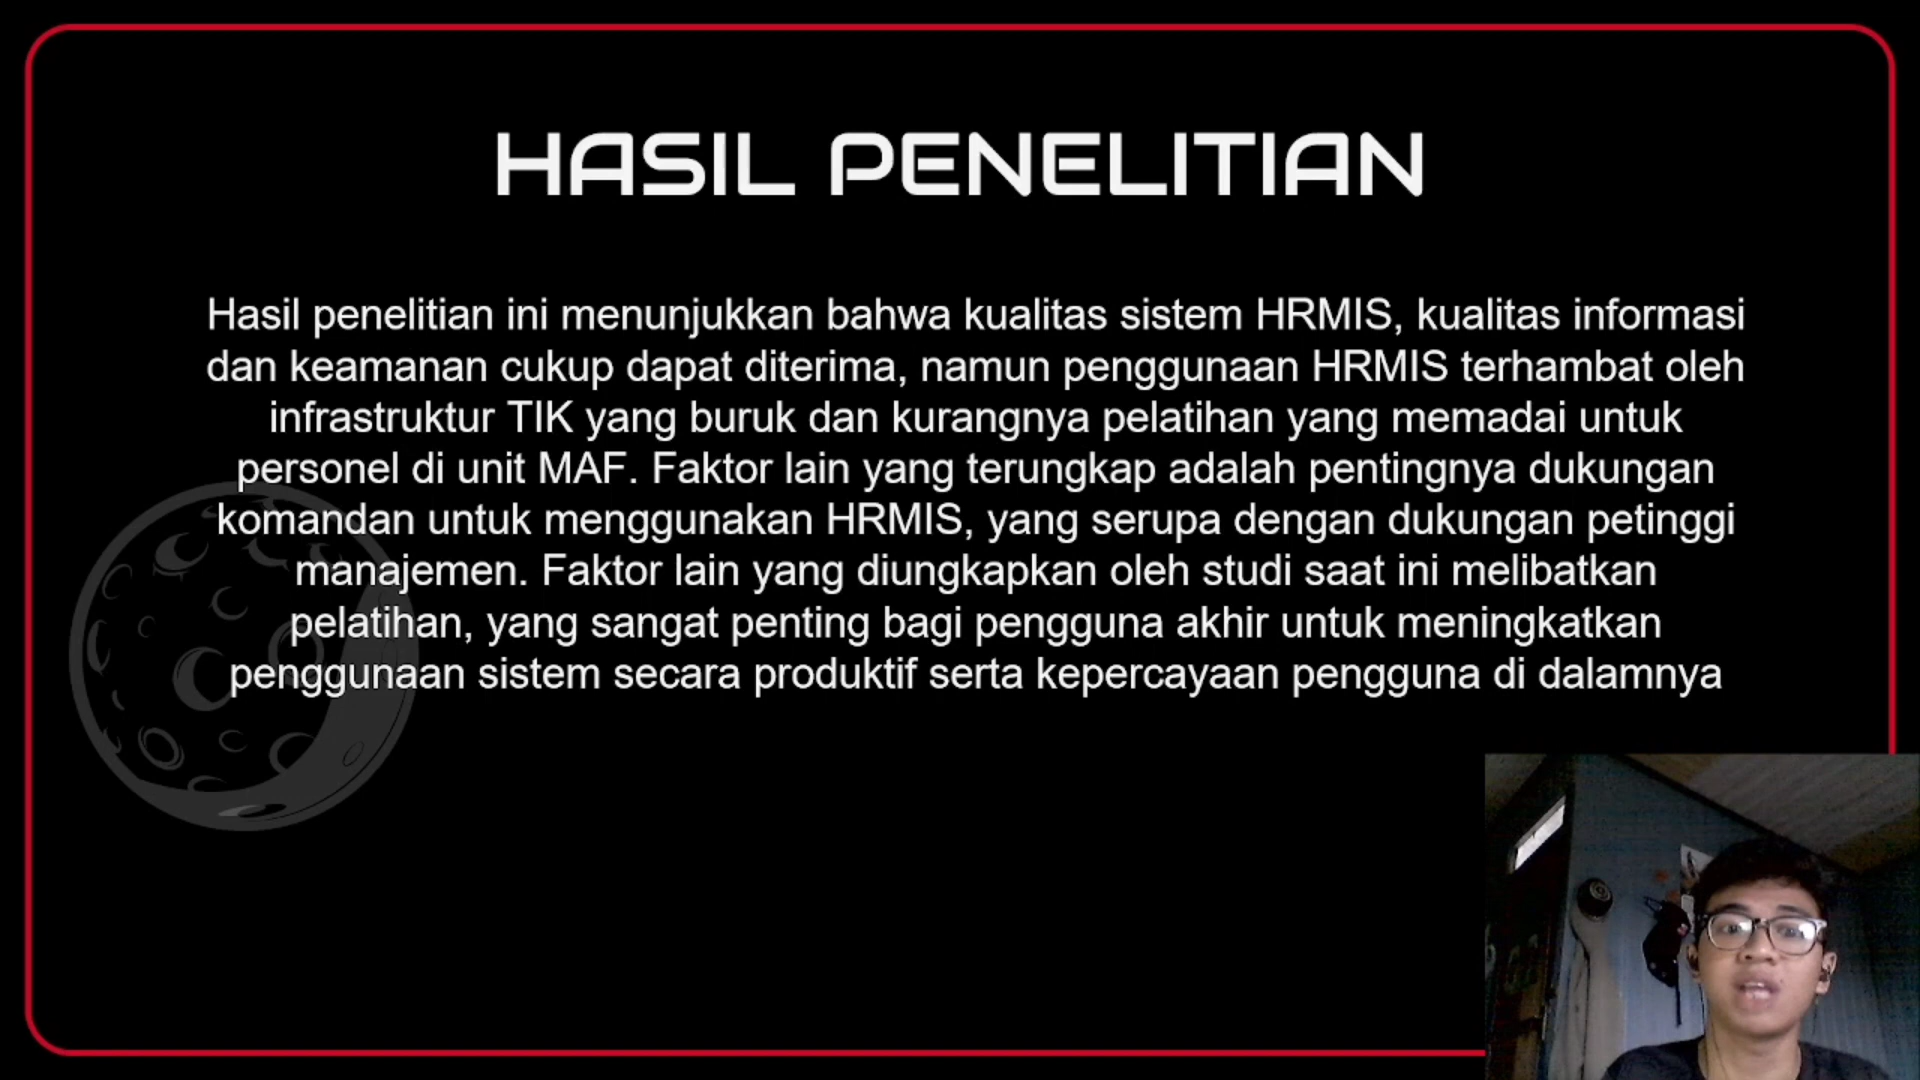 HASIL PENELITIAN
Hasil penelitian ini menunjukkan bahwa kualitas sistem HRMIS, kualitas informasi
dan keamanan cukup dapat diterima, namun penggunaan HRMIS terhambat oleh
infrastruktur TIK yang buruk dan kurangnya pelatihan yang memadai untuk
personel di unit MAF. Faktor lain yang terungkap adalah pentingnya dukungan
komandan untuk menggunakan HRMIS, yang serupa dengan dukungan petinggi
manajemen. Faktor lain yang diungkapkan oleh studi saat ini melibatkan
pelatihan, yang sangat penting bagi pengguna akhir untuk meningkatkan
penggunaan sistem secara produktif serta kepercayaan pengguna di dalamnya